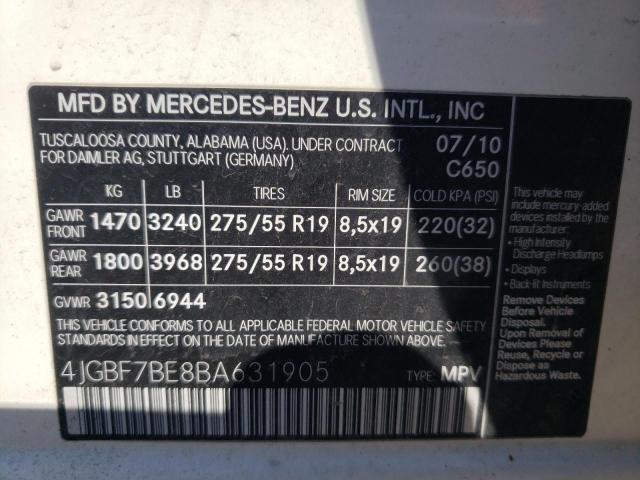 MFD BY MERCEDES-BENZ U.S. INTL., INC
TUSCALOOSA COUNTY, ALABAMA (USA). UNDER CONTRACT 07/10
FOR DAIMLER AG, STUTTGART (GERMANY) C650
KG LB TIRES RIM SIZE COLD KPA (PSI)
GAWR FRONT 1470 3240 275/55 R19 8,5x19 220(32)
GAWR REAR 1800 3968 275/55 R19 8,5x19 260(38)
GVWR 3150 6944
THIS VEHICLE CONFORMS TO ALL APPLICABLE FEDERAL MOTOR VEHICLE SAFETY
STANDARDS IN EFFECT ON THE DATE OF MANUFACTURE SHOWN ABOVE.
4JGBF7BE8BA631905 TYPE: MPV
This vehicle may
include mercury-added
devices installed by the
manufacturer:
- High Intensity
Discharge Headlamps
- Displays
- Back-lit Instruments
Remove Devices
Before Vehicle
Disposal.
Upon Removal of
Devices Please
Reuse, Recycle or
Dispose as
Hazardous Waste.